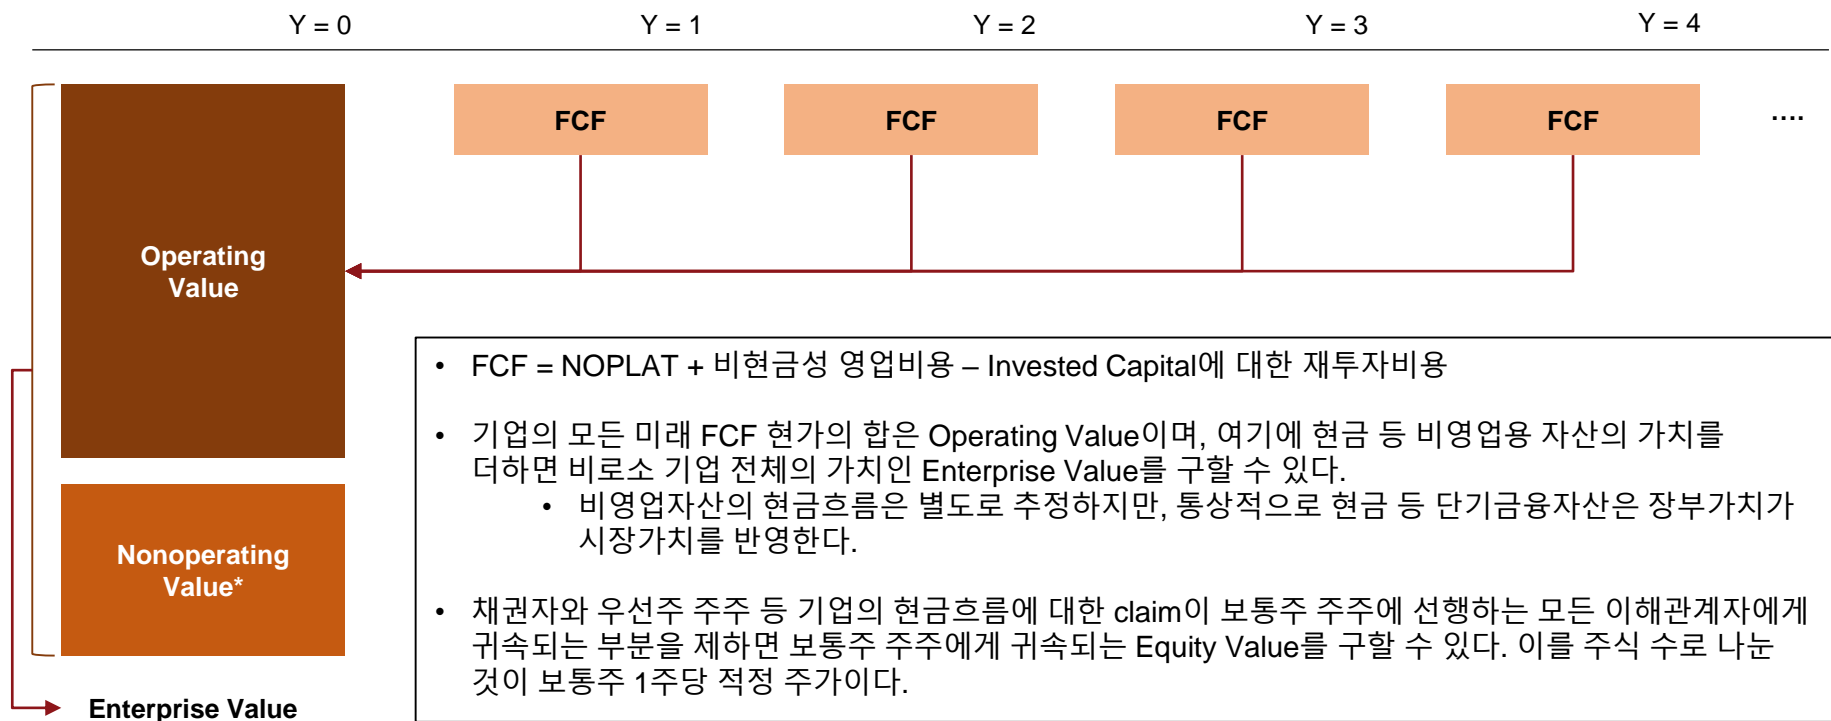 Y = 0
Y = 1
Y = 2
Y = 3
Y = 4
FCF
FCF
FCF
FCF
....
Operating
Value
Nonoperating
Value*
Enterprise Value
• FCF = NOPLAT + 비현금성 영업비용 – Invested Capital에 대한 재투자비용
• 기업의 모든 미래 FCF 현가의 합은 Operating Value이며, 여기에 현금 등 비영업용 자산의 가치를
더하면 비로소 기업 전체의 가치인 Enterprise Value를 구할 수 있다.
• 비영업자산의 현금흐름은 별도로 추정하지만, 통상적으로 현금 등 단기금융자산은 장부가치가
시장가치를 반영한다.
• 채권자와 우선주 주주 등 기업의 현금흐름에 대한 claim이 보통주 주주에 선행하는 모든 이해관계자에게
귀속되는 부분을 제하면 보통주 주주에게 귀속되는 Equity Value를 구할 수 있다. 이를 주식 수로 나눈
것이 보통주 1주당 적정 주가이다.